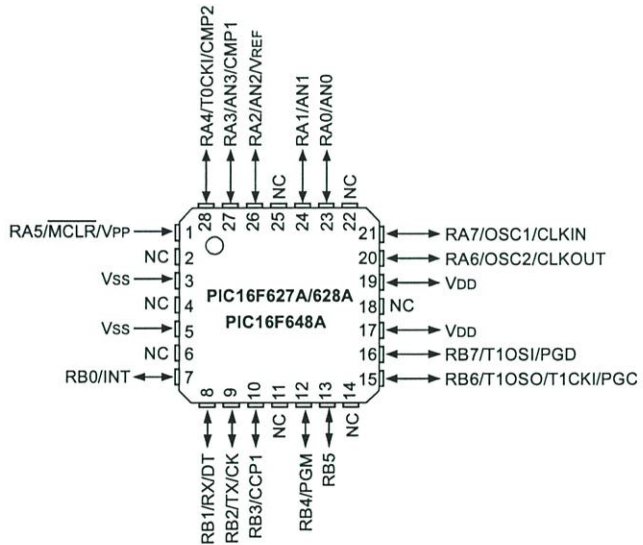 RA4/T0CKI/CMP2
RA3/AN3/CMP1
RA2/AN2/VREF
NC
RA1/AN1
RA0/AN0
NC
28 27 26 25 24 23 22
RA5/MCLR/VPP 1
NC 2
VSS 3
NC 4
VSS 5
NC 6
RB0/INT 7
PIC16F627A/628A
PIC16F648A
21 RA7/OSC1/CLKIN
20 RA6/OSC2/CLKOUT
19 VDD
18 NC
17 VDD
16 RB7/T1OSI/PGD
15 RB6/T1OSO/T1CKI/PGC
8 9 10 11 12 13 14
RB1/RX/DT
RB2/TX/CK
RB3/CCP1
NC
RB4/PGM
RB5
NC